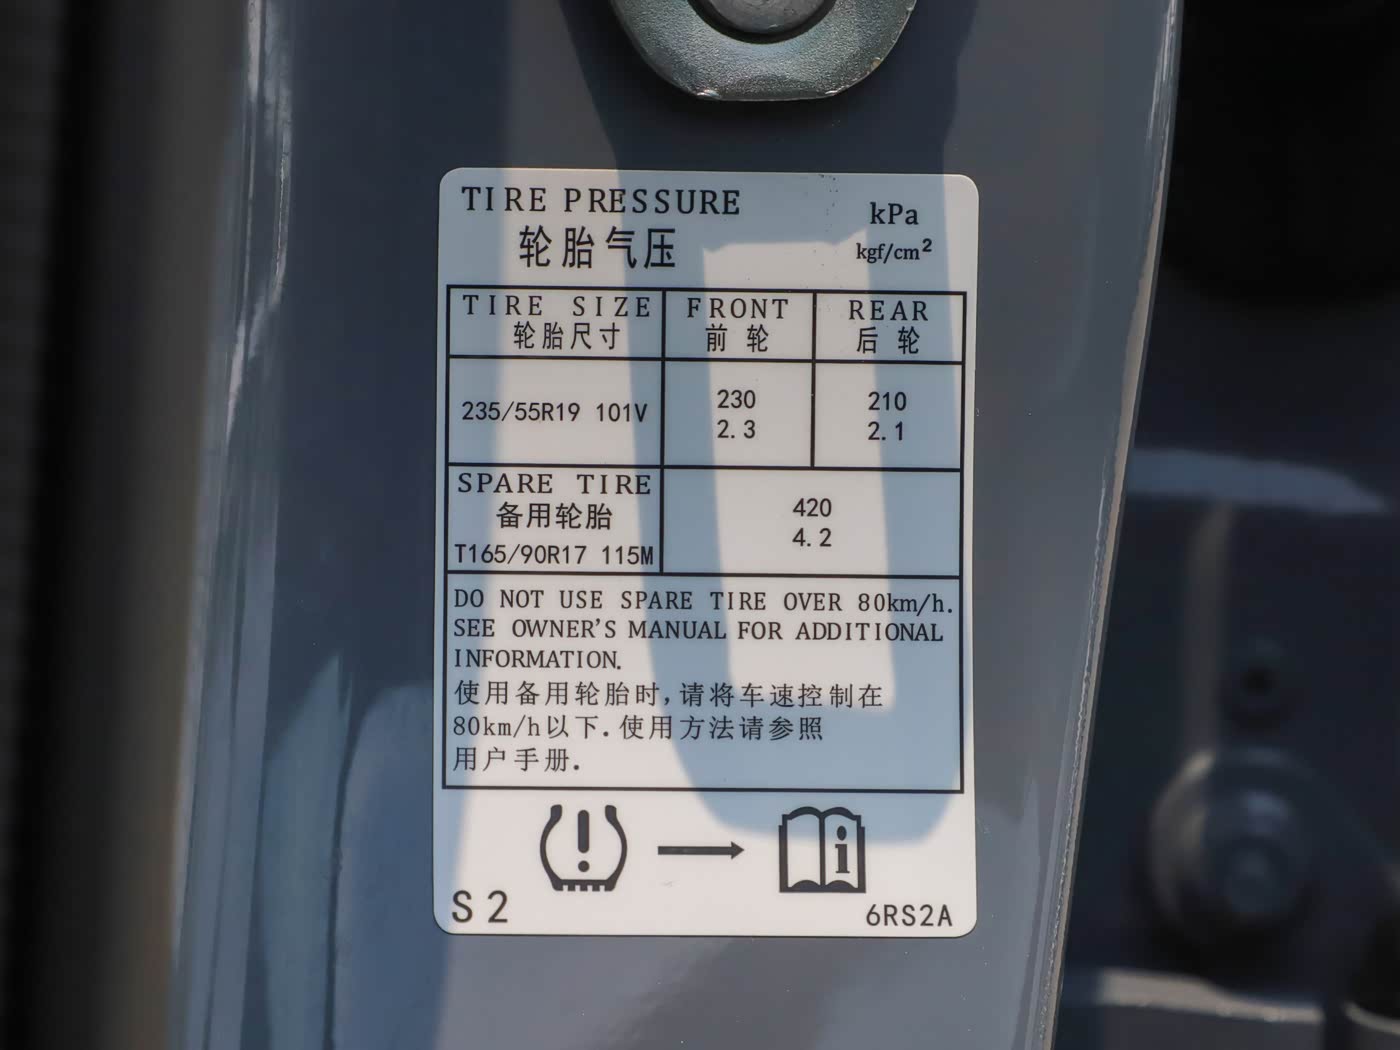 TIRE PRESSURE
轮胎气压
kPa
kgf/cm²
TIRE SIZE
轮胎尺寸
FRONT
前轮
REAR
后轮
235/55R19 101V
230
2.3
210
2.1
SPARE TIRE
备用轮胎
T165/90R17 115M
420
4.2
DO NOT USE SPARE TIRE OVER 80km/h.
SEE OWNER'S MANUAL FOR ADDITIONAL
INFORMATION.
使用备用轮胎时,请将车速控制在
80km/h以下.使用方法请参照
用户手册.
S2
6RS2A